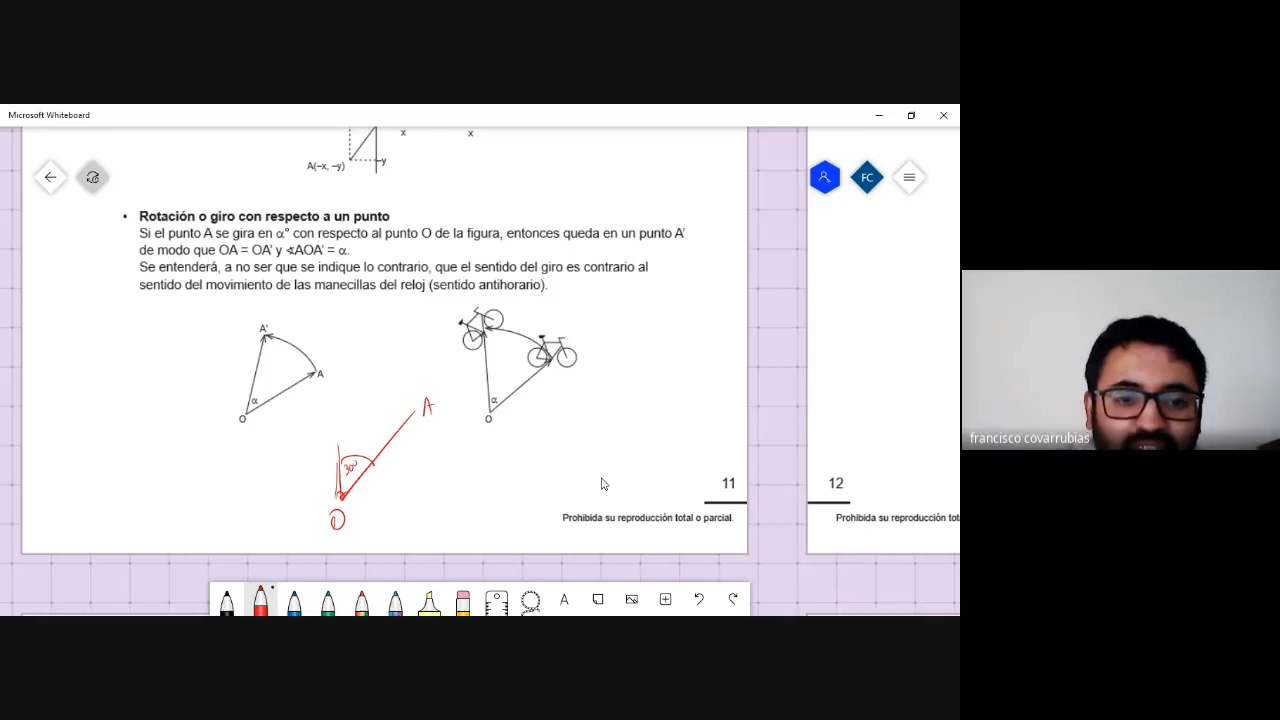 Microsoft Whiteboard
x
x
A(–x, –y)
–y
FC
• Rotación o giro con respecto a un punto
Si el punto A se gira en α° con respecto al punto O de la figura, entonces queda en un punto A'
de modo que OA = OA' y ∢AOA' = α.
Se entenderá, a no ser que se indique lo contrario, que el sentido del giro es contrario al
sentido del movimiento de las manecillas del reloj (sentido antihorario).
A'
A
α
O
α
O
A
30°
O
11
Prohibida su reproducción total o parcial.
12
Prohibida su reproducción tot
francisco covarrubias
A